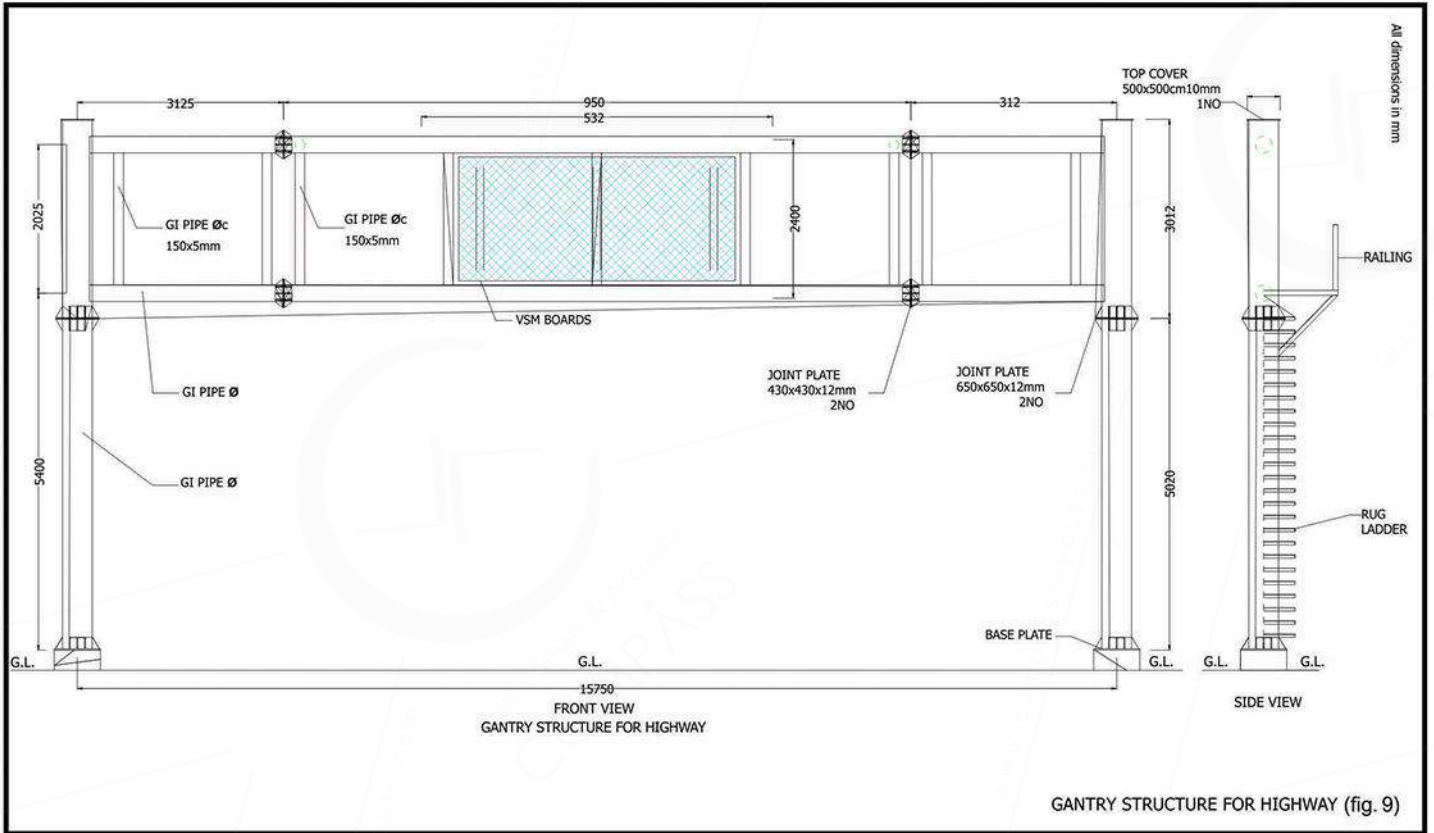 All dimensions in mm
TOP COVER
500x500cm10mm
1NO
3125
950
312
532
2025
GI PIPE Øc
150x5mm
GI PIPE Øc
150x5mm
2400
3012
RAILING
VSM BOARDS
JOINT PLATE
430x430x12mm
2NO
JOINT PLATE
650x650x12mm
2NO
GI PIPE Ø
5400
GI PIPE Ø
5020
RUG
LADDER
BASE PLATE
G.L.
G.L.
G.L.
G.L.
G.L.
15750
FRONT VIEW
GANTRY STRUCTURE FOR HIGHWAY
SIDE VIEW
GANTRY STRUCTURE FOR HIGHWAY (fig. 9)